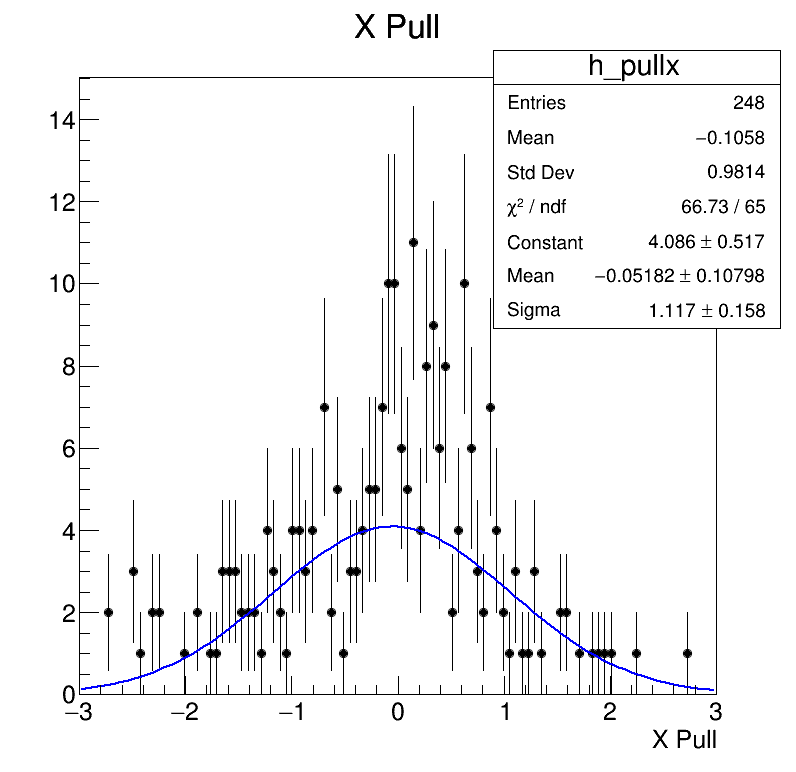 X Pull
h_pullx
Entries 248
Mean −0.1058
Std Dev 0.9814
χ² / ndf 66.73 / 65
Constant 4.086 ± 0.517
Mean −0.05182 ± 0.10798
Sigma 1.117 ± 0.158
14
12
10
8
6
4
2
0
−3 −2 −1 0 1 2 3
X Pull